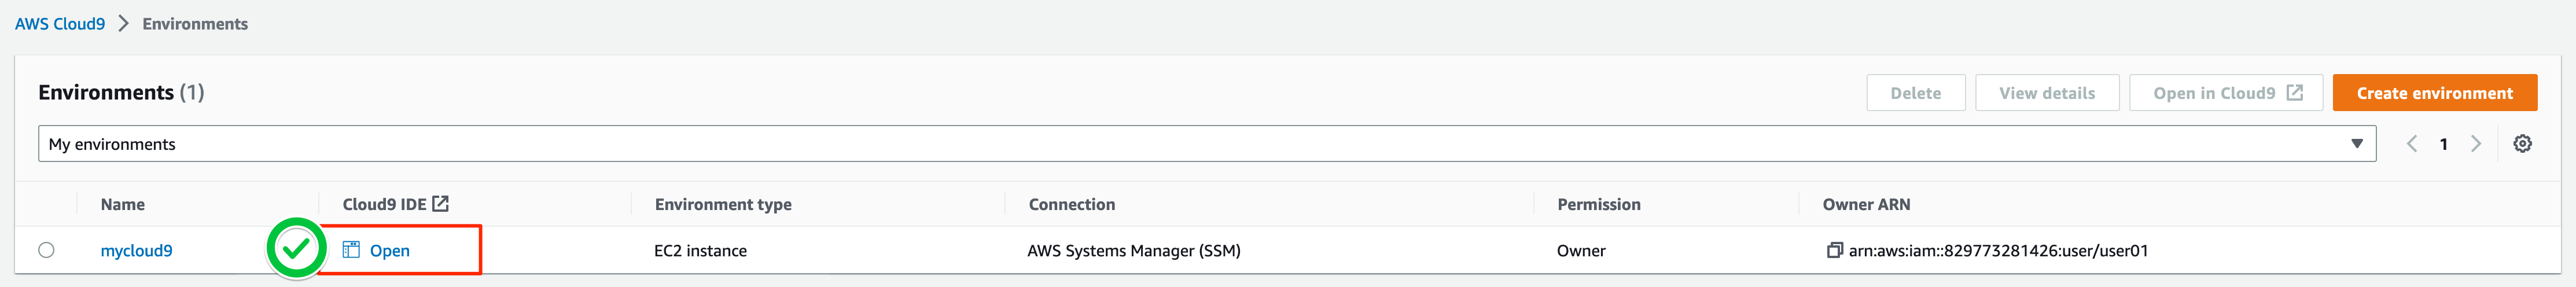 AWS Cloud9 > Environments
Environments (1)
Delete
View details
Open in Cloud9
Create environment
My environments
1
Name
Cloud9 IDE
Environment type
Connection
Permission
Owner ARN
mycloud9
Open
EC2 instance
AWS Systems Manager (SSM)
Owner
arn:aws:iam::829773281426:user/user01